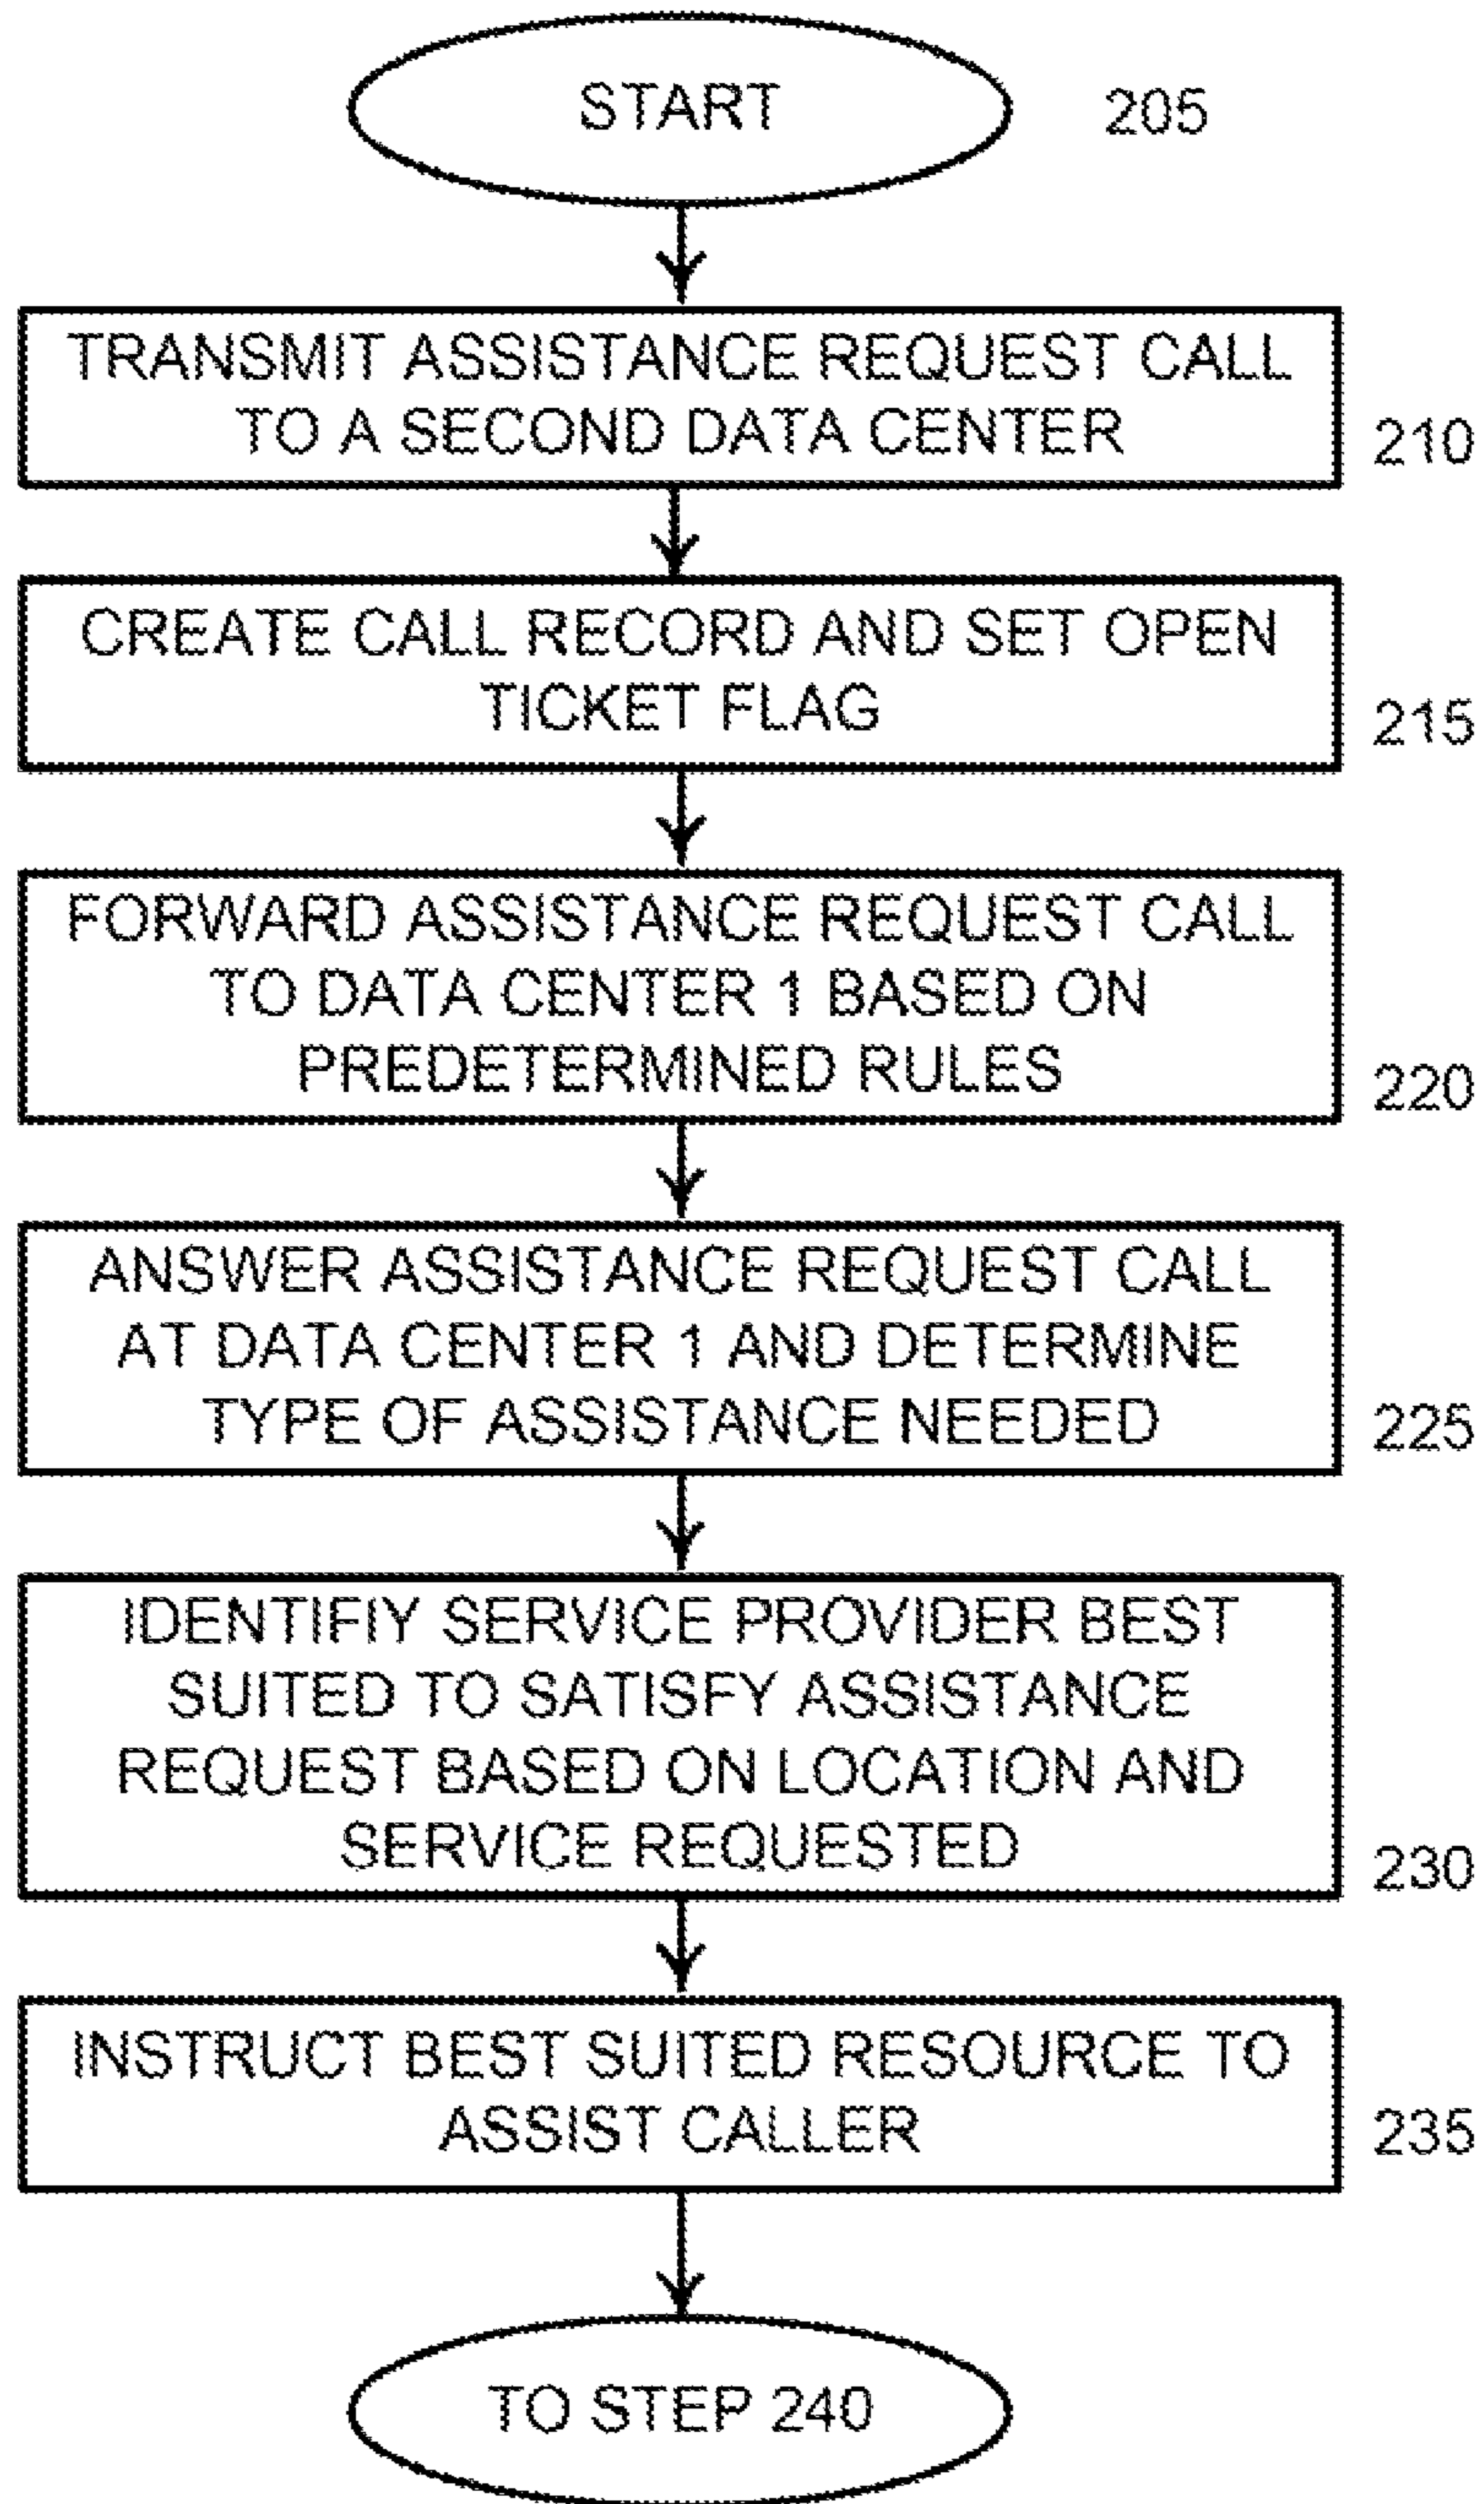 START
205
TRANSMIT ASSISTANCE REQUEST CALL
TO A SECOND DATA CENTER
210
CREATE CALL RECORD AND SET OPEN
TICKET FLAG
215
FORWARD ASSISTANCE REQUEST CALL
TO DATA CENTER 1 BASED ON
PREDETERMINED RULES
220
ANSWER ASSISTANCE REQUEST CALL
AT DATA CENTER 1 AND DETERMINE
TYPE OF ASSISTANCE NEEDED
225
IDENTIFIY SERVICE PROVIDER BEST
SUITED TO SATISFY ASSISTANCE
REQUEST BASED ON LOCATION AND
SERVICE REQUESTED
230
INSTRUCT BEST SUITED RESOURCE TO
ASSIST CALLER
235
TO STEP 240